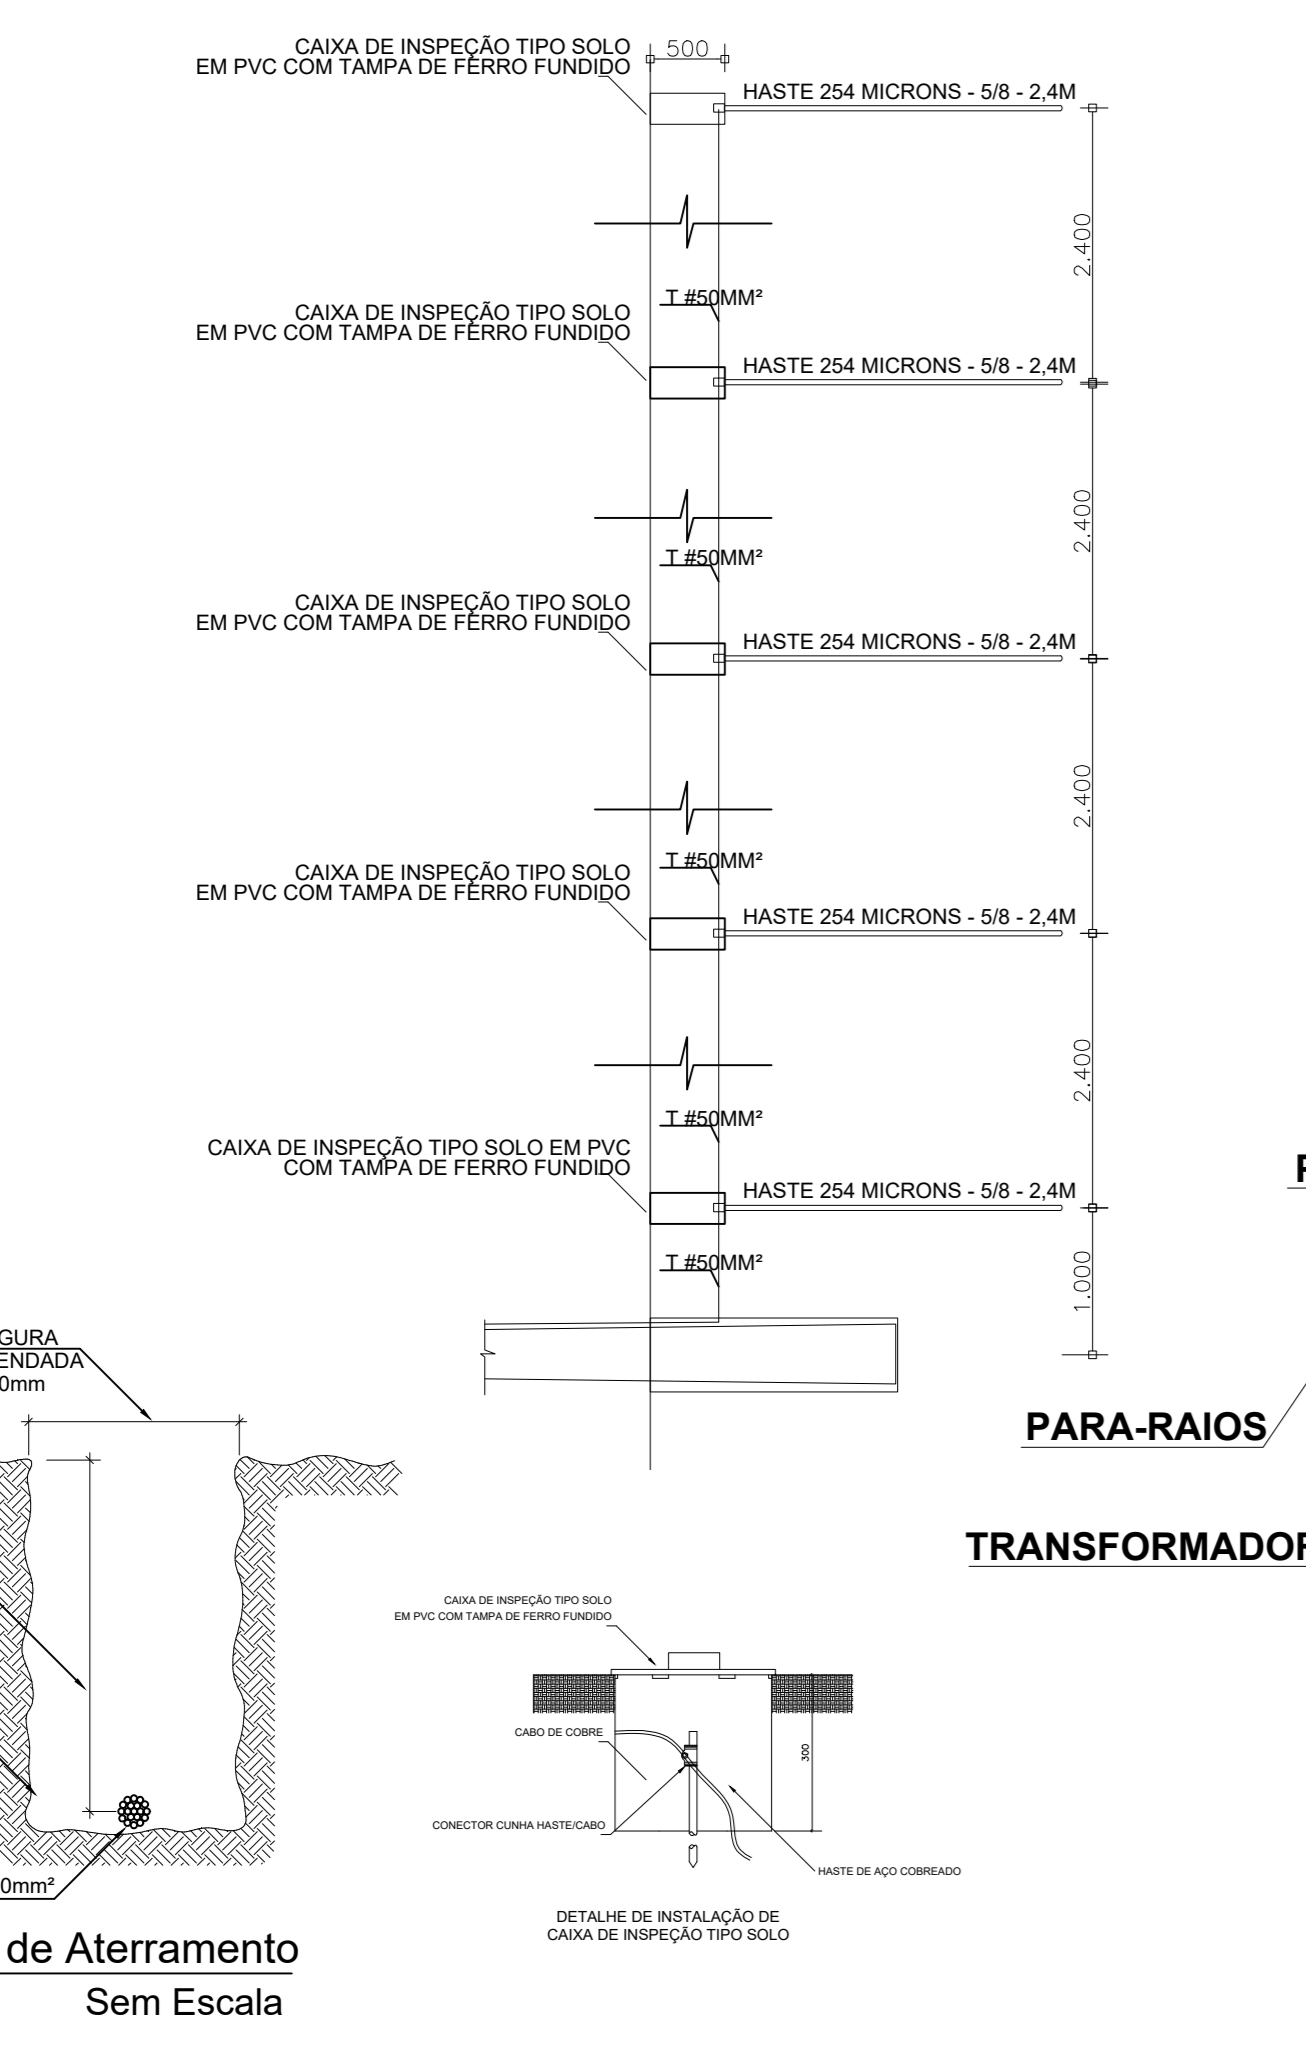 CAIXA DE INSPEÇÃO TIPO SOLO
EM PVC COM TAMPA DE FERRO FUNDIDO
500
HASTE 254 MICRONS - 5/8 - 2,4M
2.400
T #50MM²
CAIXA DE INSPEÇÃO TIPO SOLO
EM PVC COM TAMPA DE FERRO FUNDIDO
HASTE 254 MICRONS - 5/8 - 2,4M
2.400
T #50MM²
CAIXA DE INSPEÇÃO TIPO SOLO
EM PVC COM TAMPA DE FERRO FUNDIDO
HASTE 254 MICRONS - 5/8 - 2,4M
2.400
T #50MM²
CAIXA DE INSPEÇÃO TIPO SOLO
EM PVC COM TAMPA DE FERRO FUNDIDO
HASTE 254 MICRONS - 5/8 - 2,4M
2.400
T #50MM²
CAIXA DE INSPEÇÃO TIPO SOLO EM PVC
COM TAMPA DE FERRO FUNDIDO
HASTE 254 MICRONS - 5/8 - 2,4M
T #50MM²
1.000
GURA
ENDADA
0mm
PARA-RAIOS
TRANSFORMADOR
CAIXA DE INSPEÇÃO TIPO SOLO
EM PVC COM TAMPA DE FERRO FUNDIDO
CABO DE COBRE
300
CONECTOR CUNHA HASTE/CABO
HASTE DE AÇO COBREADO
0mm²
DETALHE DE INSTALAÇÃO DE
CAIXA DE INSPEÇÃO TIPO SOLO
de Aterramento
Sem Escala